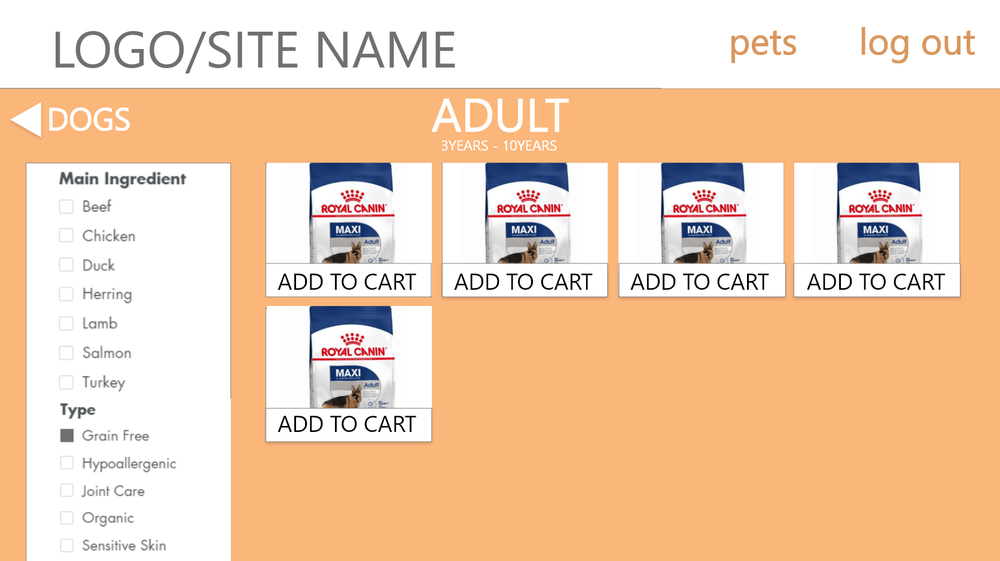 LOGO/SITE NAME
pets
log out
DOGS
ADULT
3YEARS - 10YEARS
Main Ingredient
Beef
Chicken
Duck
Herring
Lamb
Salmon
Turkey
Type
Grain Free
Hypoallergenic
Joint Care
Organic
Sensitive Skin
ROYAL CANIN
MAXI
Adult
ADD TO CART
ROYAL CANIN
MAXI
Adult
ADD TO CART
ROYAL CANIN
MAXI
Adult
ADD TO CART
ROYAL CANIN
MAXI
Adult
ADD TO CART
ROYAL CANIN
MAXI
Adult
ADD TO CART